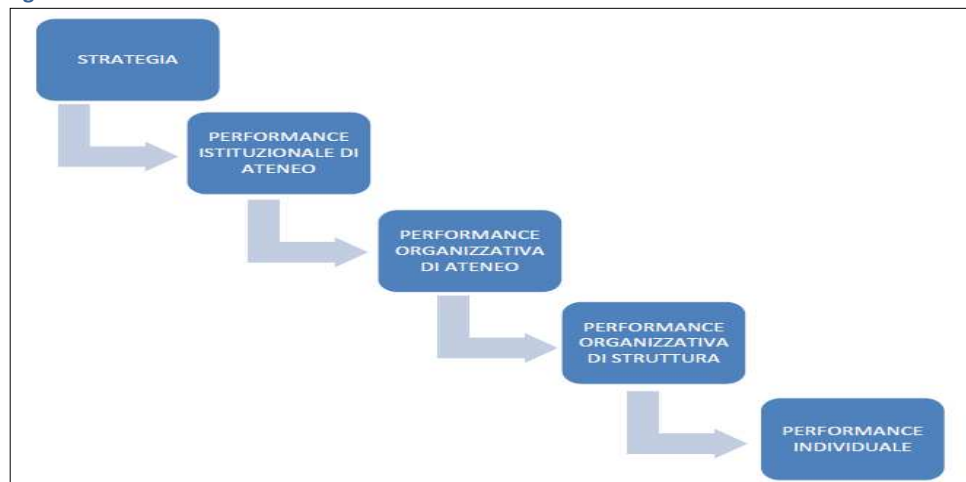 STRATEGIA
PERFORMANCE
ISTITUZIONALE DI
ATENEO
PERFORMANCE
ORGANIZZATIVA
DI ATENEO
PERFORMANCE
ORGANIZZATIVA
DI STRUTTURA
PERFORMANCE
INDIVIDUALE